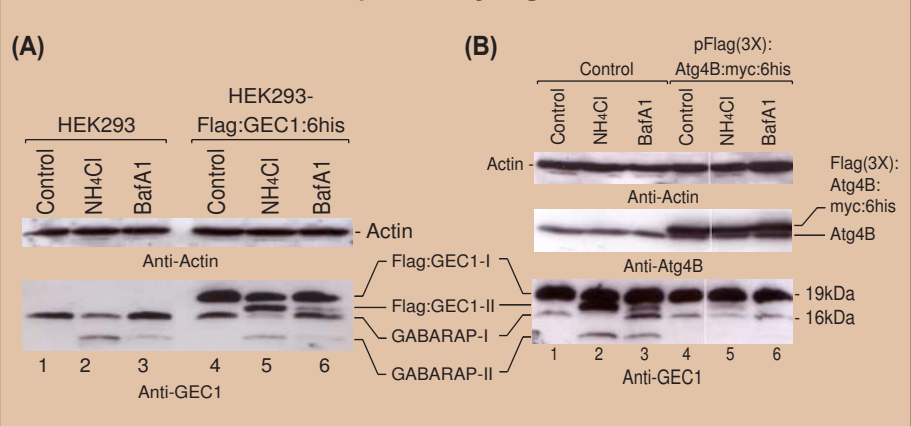 (A)
HEK293
HEK293-
Flag:GEC1:6his
Control
NH4Cl
BafA1
Control
NH4Cl
BafA1
Actin
Anti-Actin
Flag:GEC1-I
Flag:GEC1-II
GABARAP-I
GABARAP-II
1 2 3 4 5 6
Anti-GEC1
(B)
pFlag(3X):
Control
Atg4B:myc:6his
Control
NH4Cl
BafA1
Control
NH4Cl
BafA1
Actin
Anti-Actin
Flag(3X):
Atg4B:
myc:6his
Atg4B
Anti-Atg4B
19kDa
16kDa
1 2 3 4 5 6
Anti-GEC1